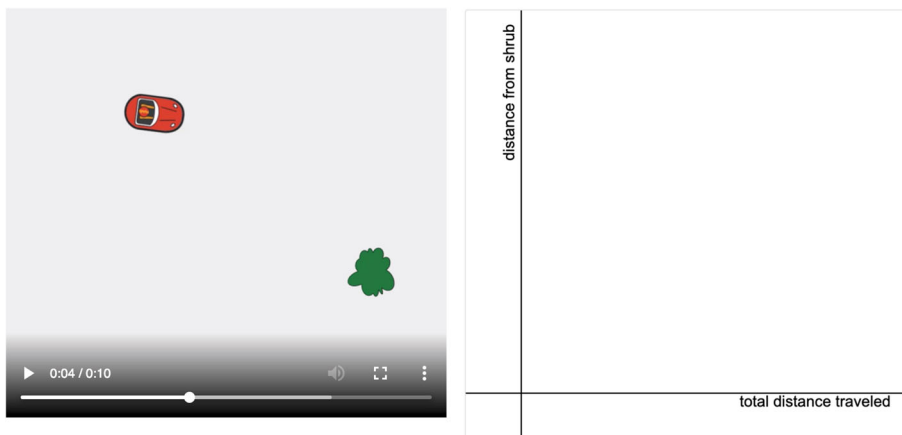 0:04 / 0:10
distance from shrub
total distance traveled